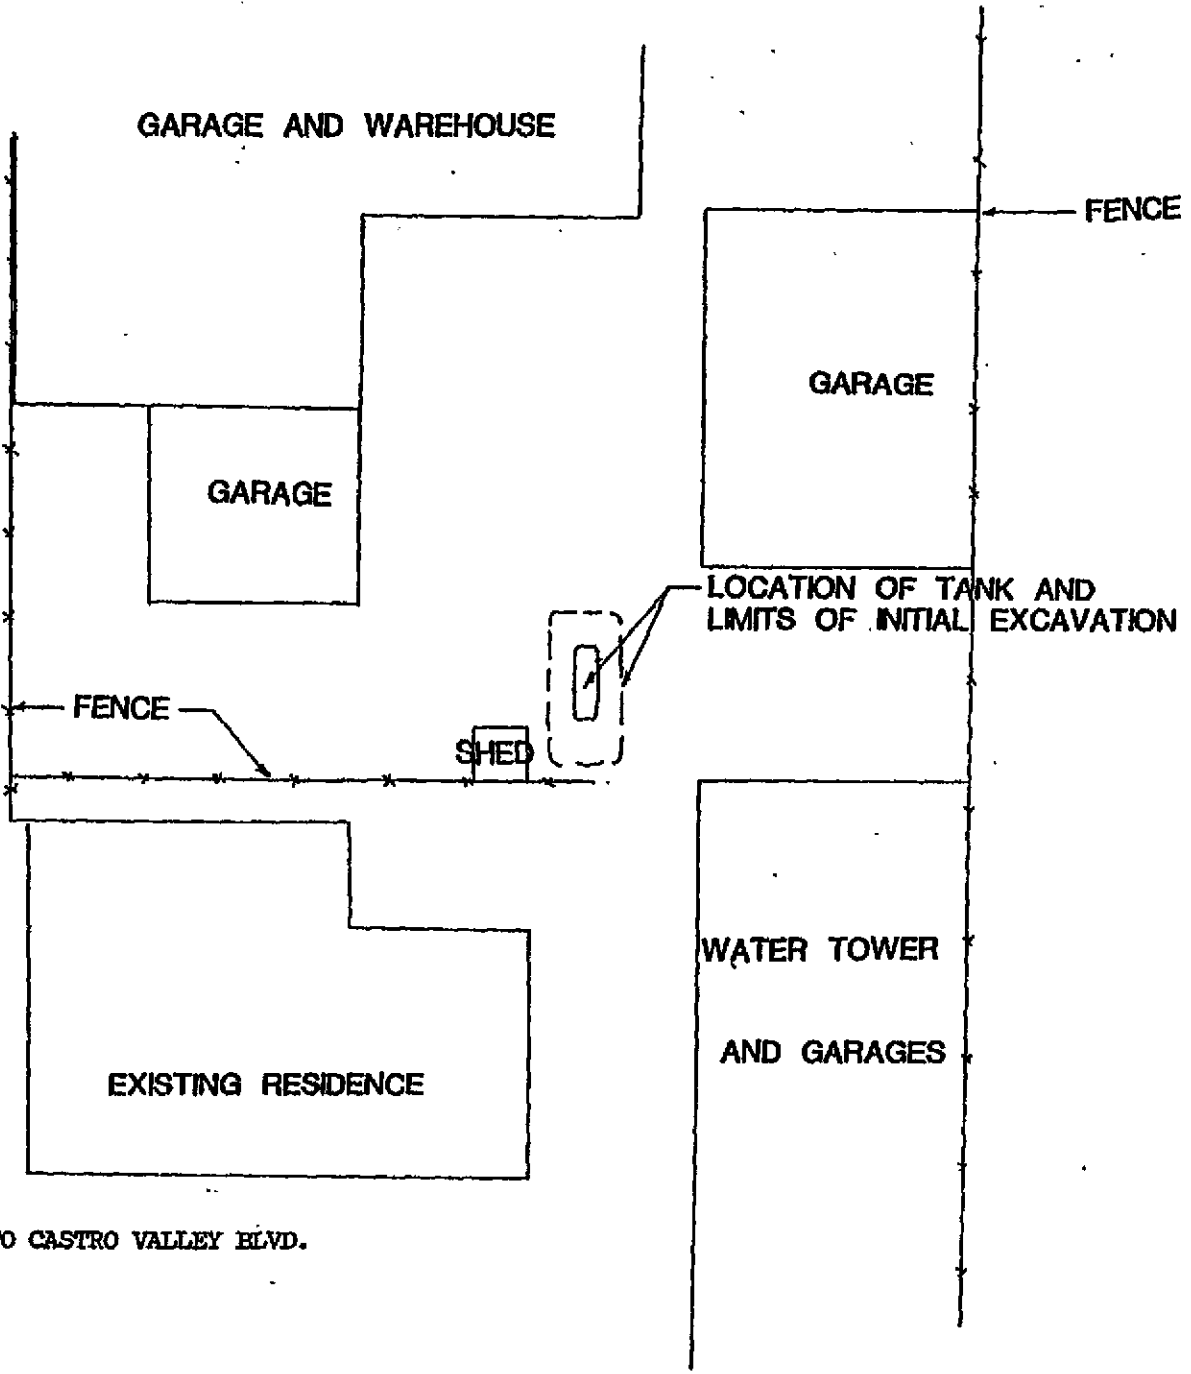 GARAGE AND WAREHOUSE
FENCE
GARAGE
GARAGE
LOCATION OF TANK AND
LIMITS OF INITIAL EXCAVATION
FENCE
SHED
WATER TOWER
AND GARAGES
EXISTING RESIDENCE
CASTRO VALLEY BLVD.